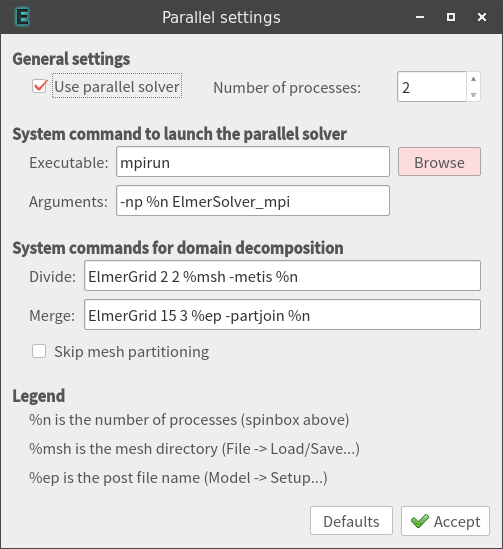 E
Parallel settings
General settings
Use parallel solver
Number of processes: 2
System command to launch the parallel solver
Executable: mpirun Browse
Arguments: -np %n ElmerSolver_mpi
System commands for domain decomposition
Divide: ElmerGrid 2 2 %msh -metis %n
Merge: ElmerGrid 15 3 %ep -partjoin %n
Skip mesh partitioning
Legend
%n is the number of processes (spinbox above)
%msh is the mesh directory (File -> Load/Save...)
%ep is the post file name (Model -> Setup...)
Defaults Accept